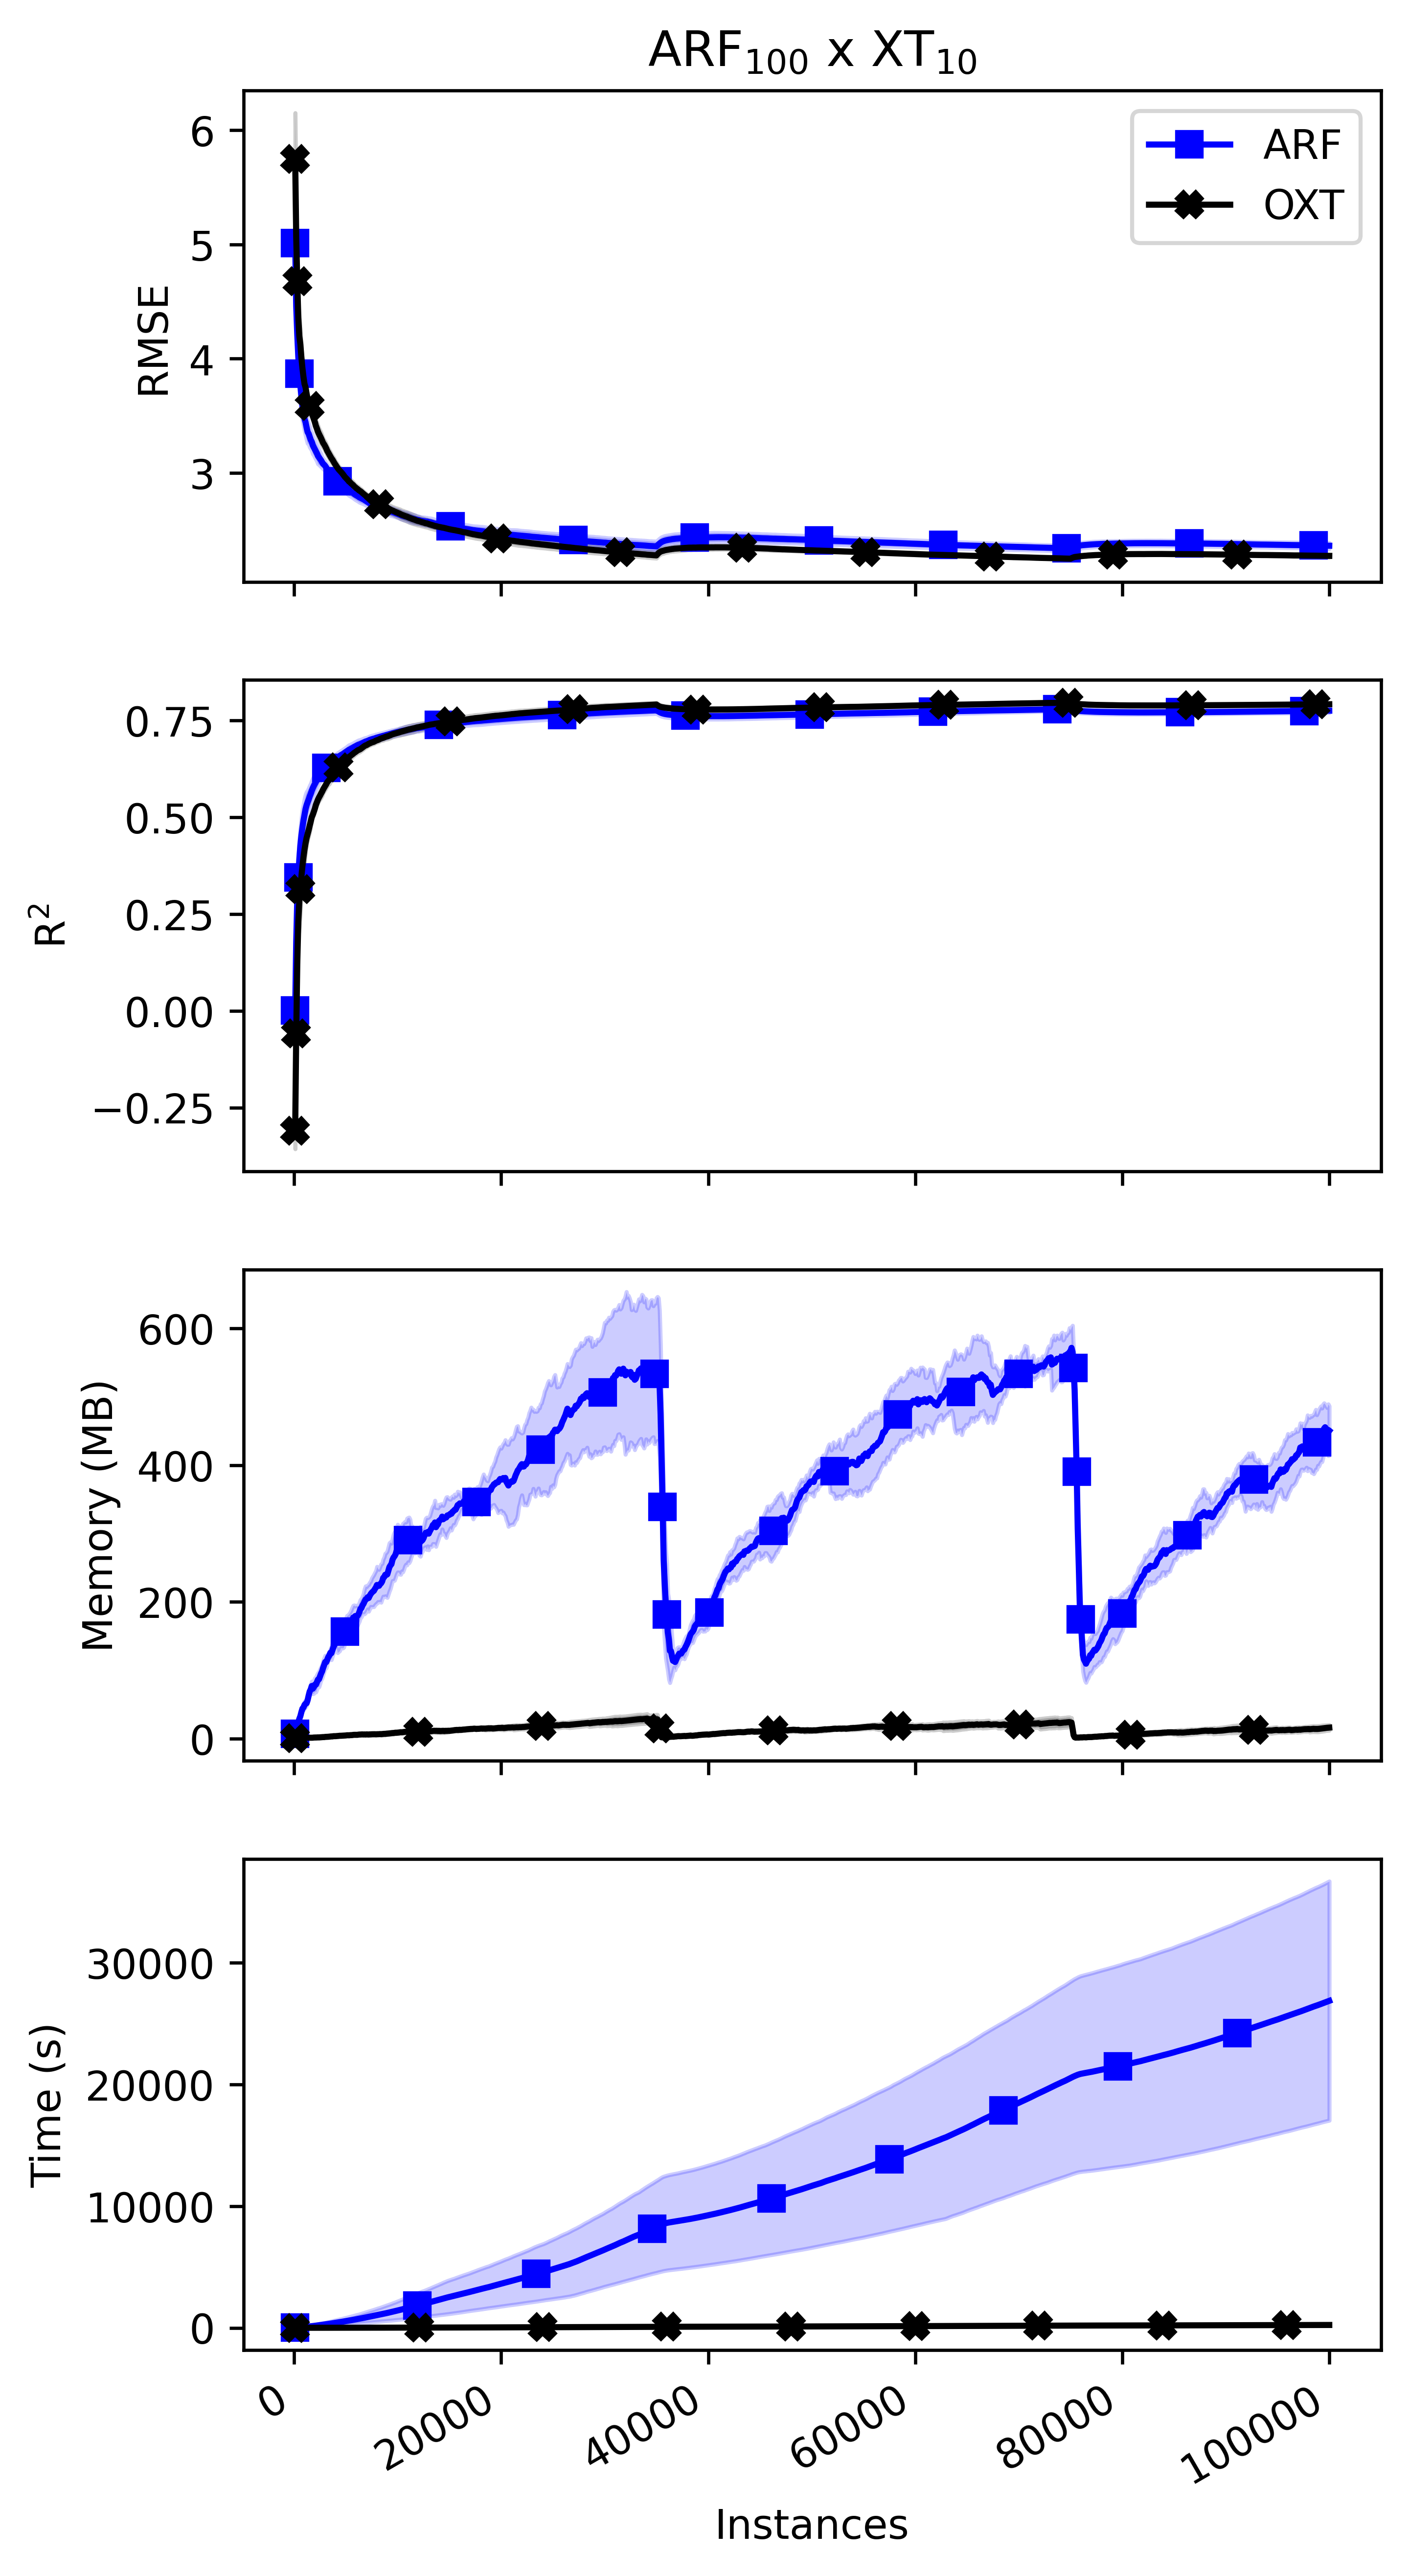 ARF₁₀₀ x XT₁₀
ARF
OXT
RMSE
6
5
4
3
R²
0.75
0.50
0.25
0.00
−0.25
Memory (MB)
600
400
200
0
Time (s)
30000
20000
10000
0
0
20000
40000
60000
80000
100000
Instances